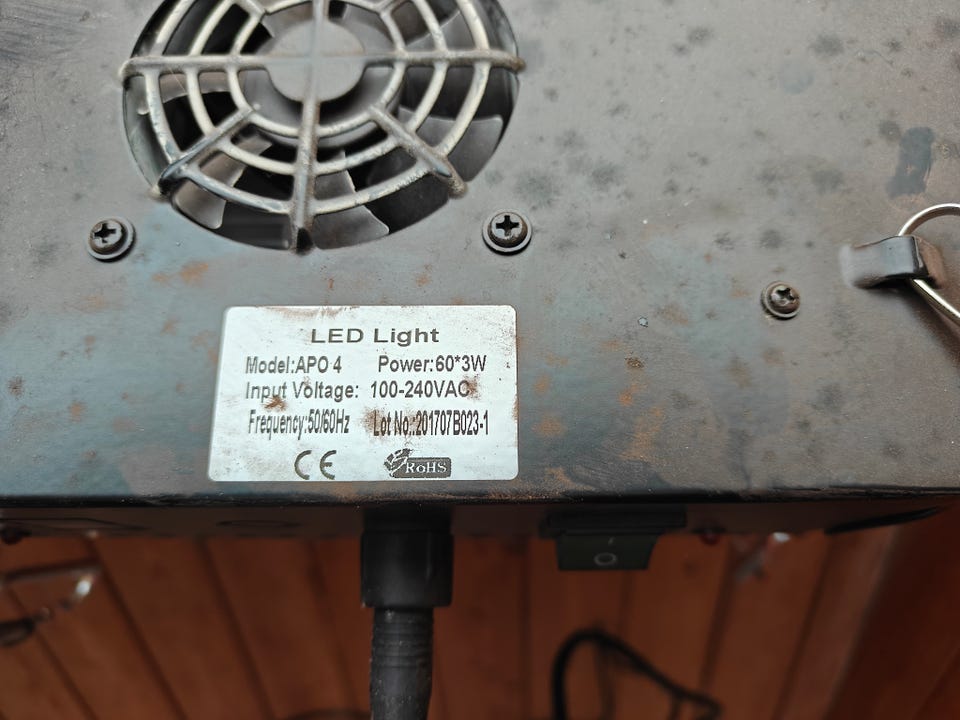 LED Light
Model:APO 4 Power:60*3W
Input Voltage: 100-240VAC
Frequency:50/60Hz Lot No.:201707B023-1
CE RoHS
O